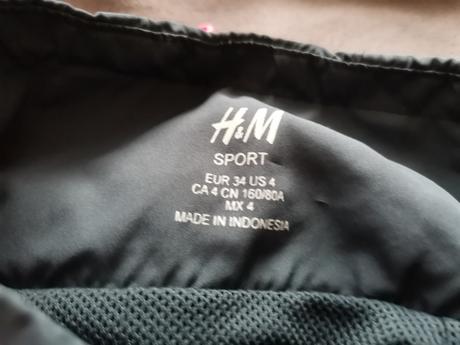 H&M
SPORT
EUR 34 US 4
CA 4 CN 160/80A
MX 4
MADE IN INDONESIA